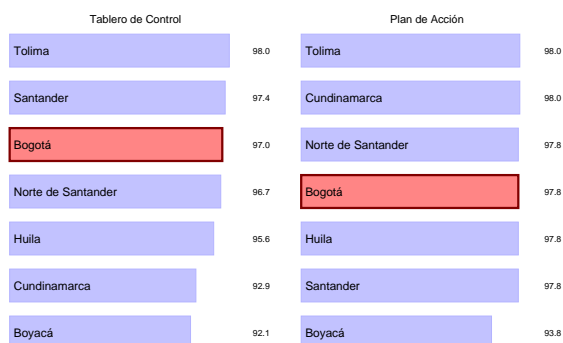 Tablero de Control
Tolima 98.0
Santander 97.4
Bogotá 97.0
Norte de Santander 96.7
Huila 95.6
Cundinamarca 92.9
Boyacá 92.1
Plan de Acción
Tolima 98.0
Cundinamarca 98.0
Norte de Santander 97.8
Bogotá 97.8
Huila 97.8
Santander 97.8
Boyacá 93.8